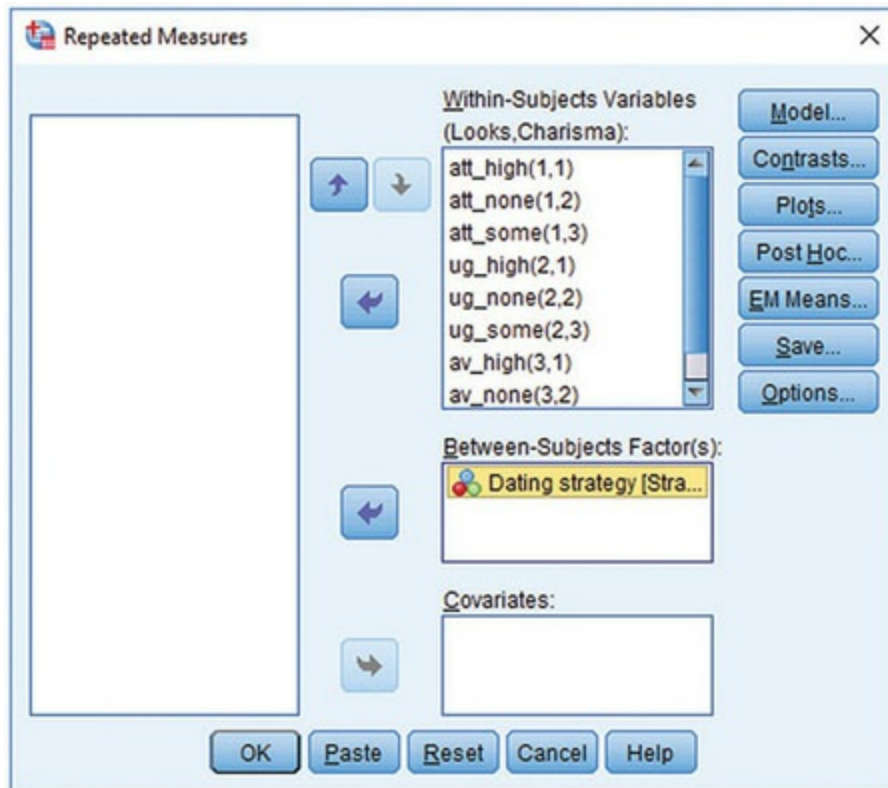 Repeated Measures
Within-Subjects Variables
(Looks,Charisma):
att_high(1,1)
att_none(1,2)
att_some(1,3)
ug_high(2,1)
ug_none(2,2)
ug_some(2,3)
av_high(3,1)
av_none(3,2)
Model...
Contrasts...
Plots...
Post Hoc...
EM Means...
Save...
Options...
Between-Subjects Factor(s):
Dating strategy [Stra...
Covariates:
OK Paste Reset Cancel Help